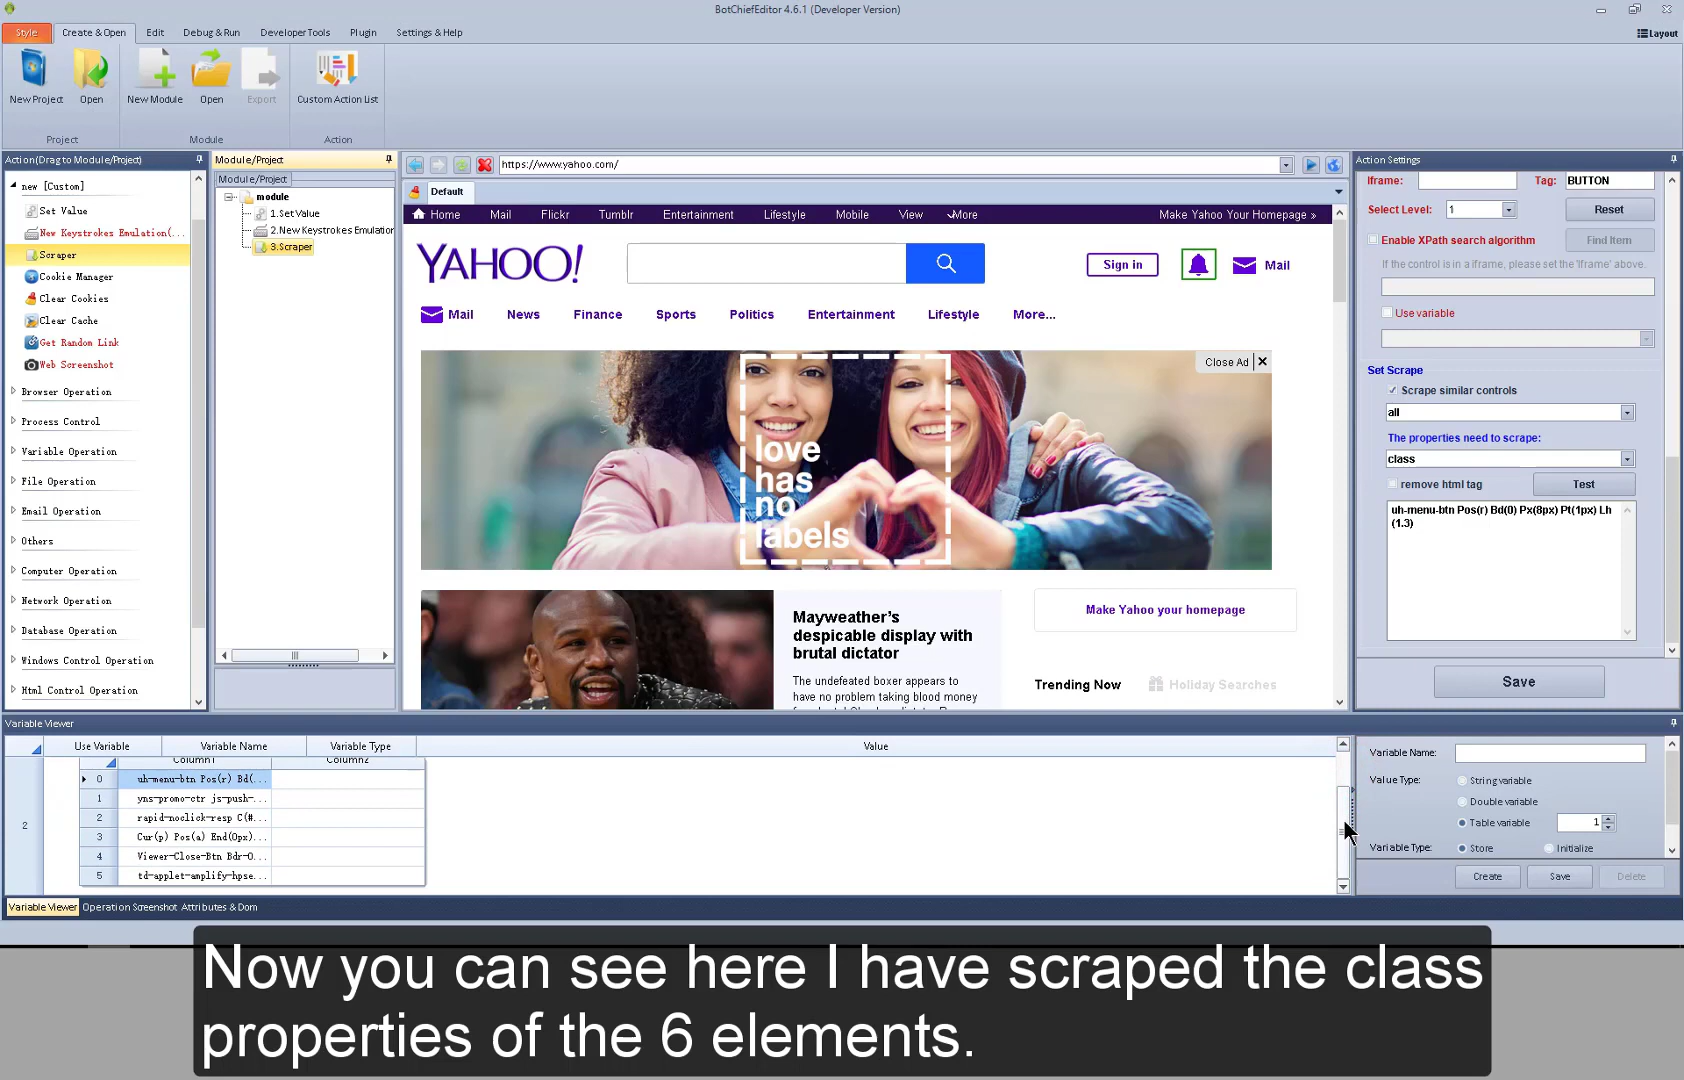 BotChiefEditor 4.6.1 (Developer Version)
Style Create & Open Edit Debug & Run Developer Tools Plugin Settings & Help Layout
New Project Open New Module Open Export Custom Action List
Project Module Action
Action(Drag to Module/Project)
new [Custom]
Set Value
New Keystrokes Emulation(...
Scraper
Cookie Manager
Clear Cookies
Clear Cache
Get Random Link
Web Screenshot
Browser Operation
Process Control
Variable Operation
File Operation
Email Operation
Others
Computer Operation
Network Operation
Database Operation
Windows Control Operation
Html Control Operation
Module/Project
Module/Project
module
1.Set Value
2.New Keystrokes Emulation
3.Scraper
https://www.yahoo.com/
Default
Home Mail Flickr Tumblr Entertainment Lifestyle Mobile View More Make Yahoo Your Homepage »
YAHOO!
Sign in Mail
Mail News Finance Sports Politics Entertainment Lifestyle More...
Close Ad X
love
has
no
labels
Mayweather's
despicable display with
brutal dictator
The undefeated boxer appears to
have no problem taking blood money
Make Yahoo your homepage
Trending Now Holiday Searches
Action Settings
Iframe: Tag: BUTTON
Select Level: 1 Reset
Enable XPath search algorithm Find Item
If the control is in a iframe, please set the 'Iframe' above.
Use variable
Set Scrape
Scrape similar controls
all
The properties need to scrape:
class
remove html tag Test
uh-menu-btn Pos(r) Bd(0) Px(8px) Pt(1px) Lh
(1.3)
Save
Variable Viewer
Use Variable Variable Name Variable Type Value
Column1 Column2
2
0 uh-menu-btn Pos(r) Bd(...
1 yns-promo-ctr js-push-...
2 rapid-noclick-resp C(#...
3 Cur(p) Pos(a) End(0px)...
4 Viewer-Close-Btn Bdr-0...
5 td-applet-amplify-hpse...
Variable Name:
Value Type: String variable
Double variable
Table variable 1
Variable Type: Store Initialize
Create Save Delete
Variable Viewer Operation Screenshot Attributes & Dom
Now you can see here I have scraped the class
properties of the 6 elements.